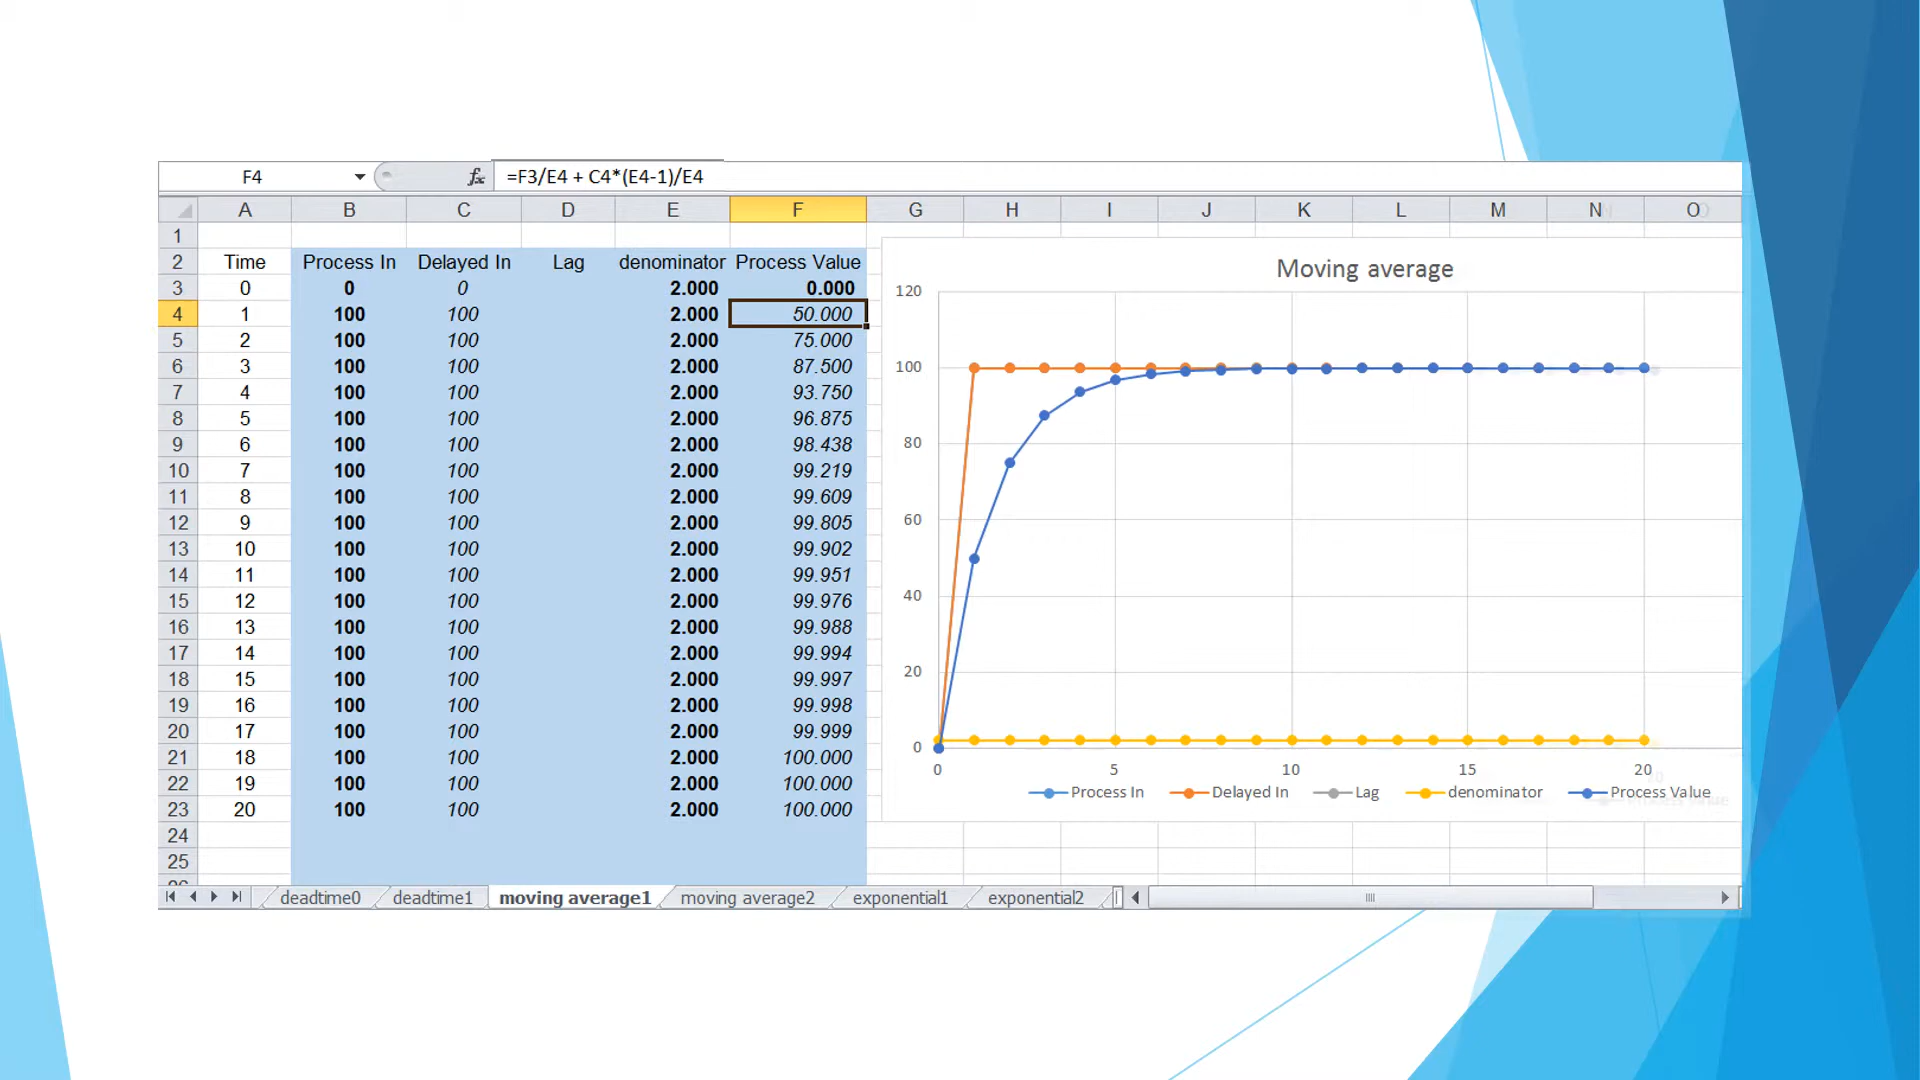 F4 fx =F3/E4 + C4*(E4-1)/E4
A B C D E F G H I J K L M N O
1
2 Time Process In Delayed In Lag denominator Process Value
3 0 0 0 2.000 0.000
4 1 100 100 2.000 50.000
5 2 100 100 2.000 75.000
6 3 100 100 2.000 87.500
7 4 100 100 2.000 93.750
8 5 100 100 2.000 96.875
9 6 100 100 2.000 98.438
10 7 100 100 2.000 99.219
11 8 100 100 2.000 99.609
12 9 100 100 2.000 99.805
13 10 100 100 2.000 99.902
14 11 100 100 2.000 99.951
15 12 100 100 2.000 99.976
16 13 100 100 2.000 99.988
17 14 100 100 2.000 99.994
18 15 100 100 2.000 99.997
19 16 100 100 2.000 99.998
20 17 100 100 2.000 99.999
21 18 100 100 2.000 100.000
22 19 100 100 2.000 100.000
23 20 100 100 2.000 100.000
24
25
Moving average
120
100
80
60
40
20
0
0 5 10 15 20
Process In Delayed In Lag denominator Process Value
deadtime0 deadtime1 moving average1 moving average2 exponential1 exponential2